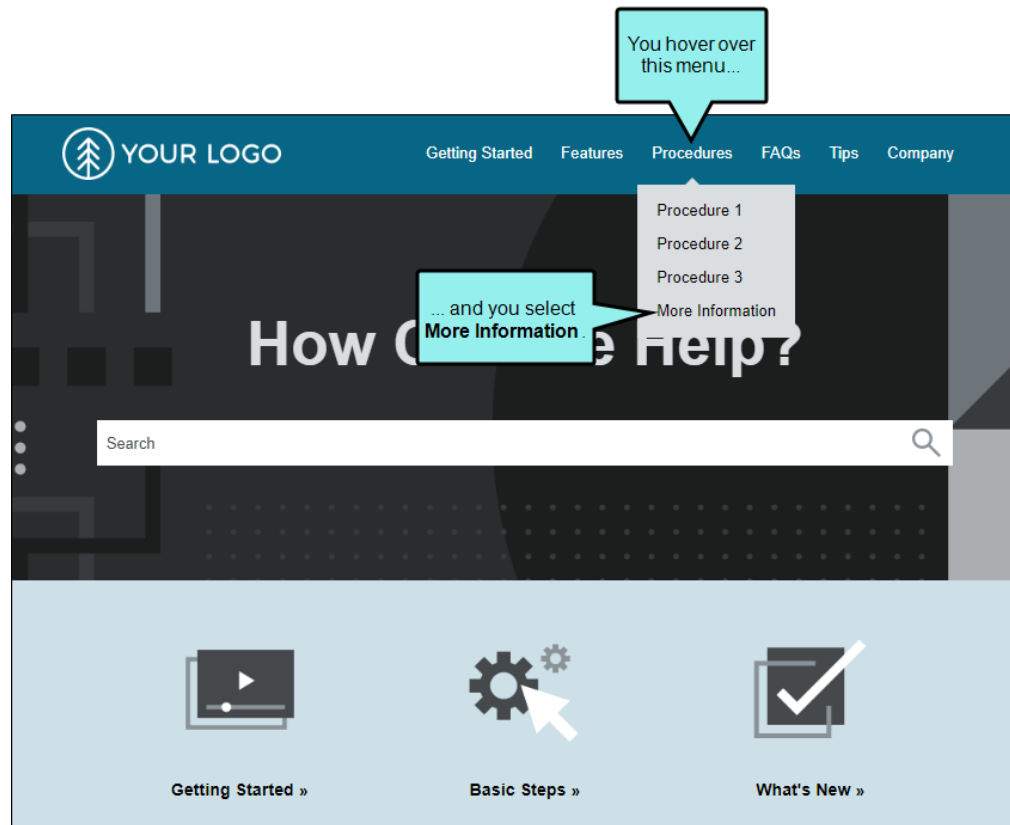 You hover over
this menu...
YOUR LOGO
Getting Started Features Procedures FAQs Tips Company
Procedure 1
Procedure 2
Procedure 3
More Information
... and you select
More Information .
How C e Help?
Search
Getting Started » Basic Steps » What's New »